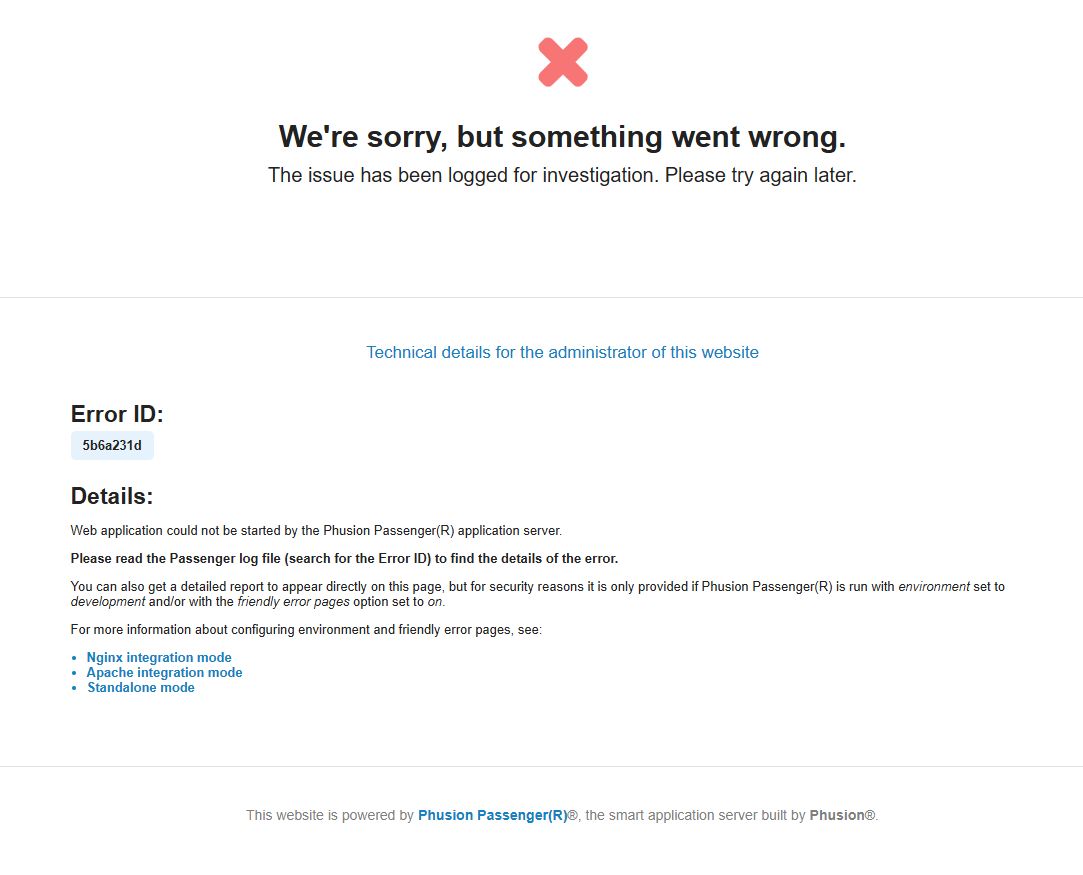 We're sorry, but something went wrong.
The issue has been logged for investigation. Please try again later.
Technical details for the administrator of this website
Error ID:
5b6a231d
Details:
Web application could not be started by the Phusion Passenger(R) application server.
Please read the Passenger log file (search for the Error ID) to find the details of the error.
You can also get a detailed report to appear directly on this page, but for security reasons it is only provided if Phusion Passenger(R) is run with environment set to
development and/or with the friendly error pages option set to on.
For more information about configuring environment and friendly error pages, see:
• Nginx integration mode
• Apache integration mode
• Standalone mode
This website is powered by Phusion Passenger(R)®, the smart application server built by Phusion®.